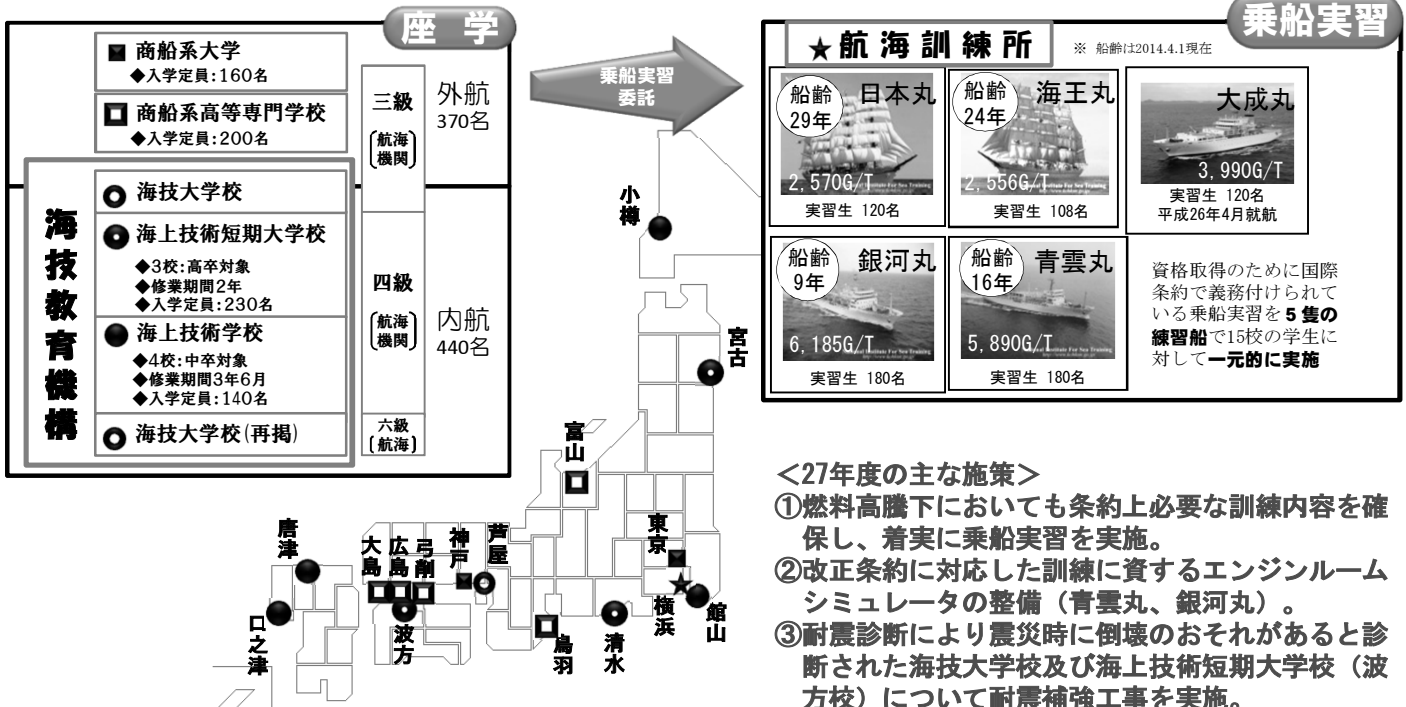 座 学
■ 商船系大学
◆入学定員:160名
商船系高等専門学校
◆入学定員:200名
三級
〔航海
機関〕
外航
370名
海技教育機構
海技大学校
海上技術短期大学校
◆3校:高卒対象
◆修業期間2年
◆入学定員:230名
海上技術学校
◆4校:中卒対象
◆修業期間3年6月
◆入学定員:140名
海技大学校(再掲)
四級
〔航海
機関〕
内航
440名
六級
〔航海〕
乗船実習
委託
乗船実習
★航海訓練所
※ 船齢は2014.4.1現在
船齢
29年
日本丸
2,570G/T
実習生 120名
船齢
24年
海王丸
2,556G/T
実習生 108名
大成丸
3,990G/T
実習生 120名
平成26年4月就航
船齢
9年
銀河丸
6,185G/T
実習生 180名
船齢
16年
青雲丸
5,890G/T
実習生 180名
資格取得のために国際
条約で義務付けられて
いる乗船実習を5隻の
練習船で15校の学生に
対して一元的に実施
小樽
宮古
富山
東京
横浜
館山
清水
鳥羽
芦屋
神戸
弓削
広島
大島
波方
唐津
口之津
<27年度の主な施策>
①燃料高騰下においても条約上必要な訓練内容を確
保し、着実に乗船実習を実施。
②改正条約に対応した訓練に資するエンジンルーム
シミュレータの整備(青雲丸、銀河丸)。
③耐震診断により震災時に倒壊のおそれがあると診
断された海技大学校及び海上技術短期大学校(波
方校)について耐震補強工事を実施。